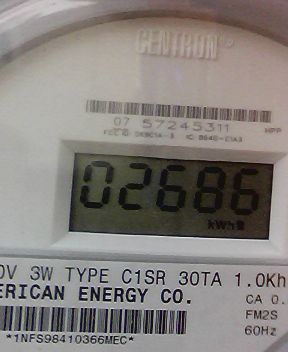 CENTRON
07 57245311
02686
kWh
0V 3W TYPE C1SR 30TA 1.0Kh
ERICAN ENERGY CO.
CA 0.
FM2S
60Hz
*1NFS98410366MEC*